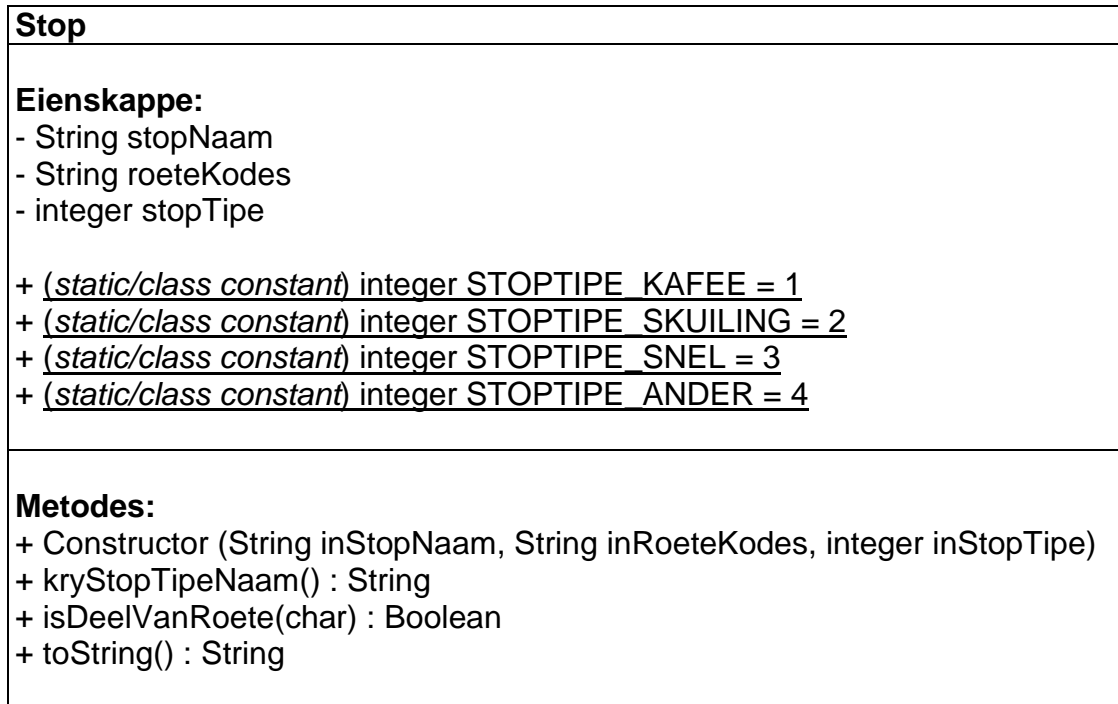 Stop
Eienskappe:
- String stopNaam
- String roeteKodes
- integer stopTipe
+ (static/class constant) integer STOPTIPE_KAFEE = 1
+ (static/class constant) integer STOPTIPE_SKUILING = 2
+ (static/class constant) integer STOPTIPE_SNEL = 3
+ (static/class constant) integer STOPTIPE_ANDER = 4
Metodes:
+ Constructor (String inStopNaam, String inRoeteKodes, integer inStopTipe)
+ kryStopTipeNaam() : String
+ isDeelVanRoete(char) : Boolean
+ toString() : String